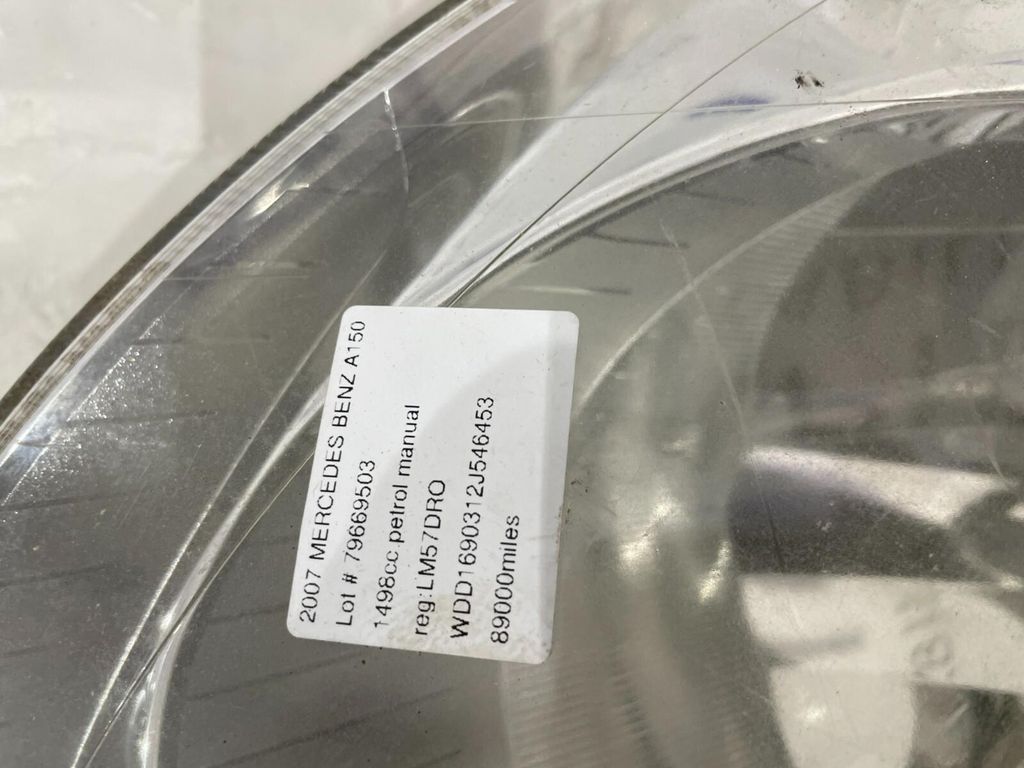 2007 MERCEDES BENZ A150
Lot # 79669503
1498cc petrol manual
reg:LM57DRO
WDD1690312J546453
89000miles